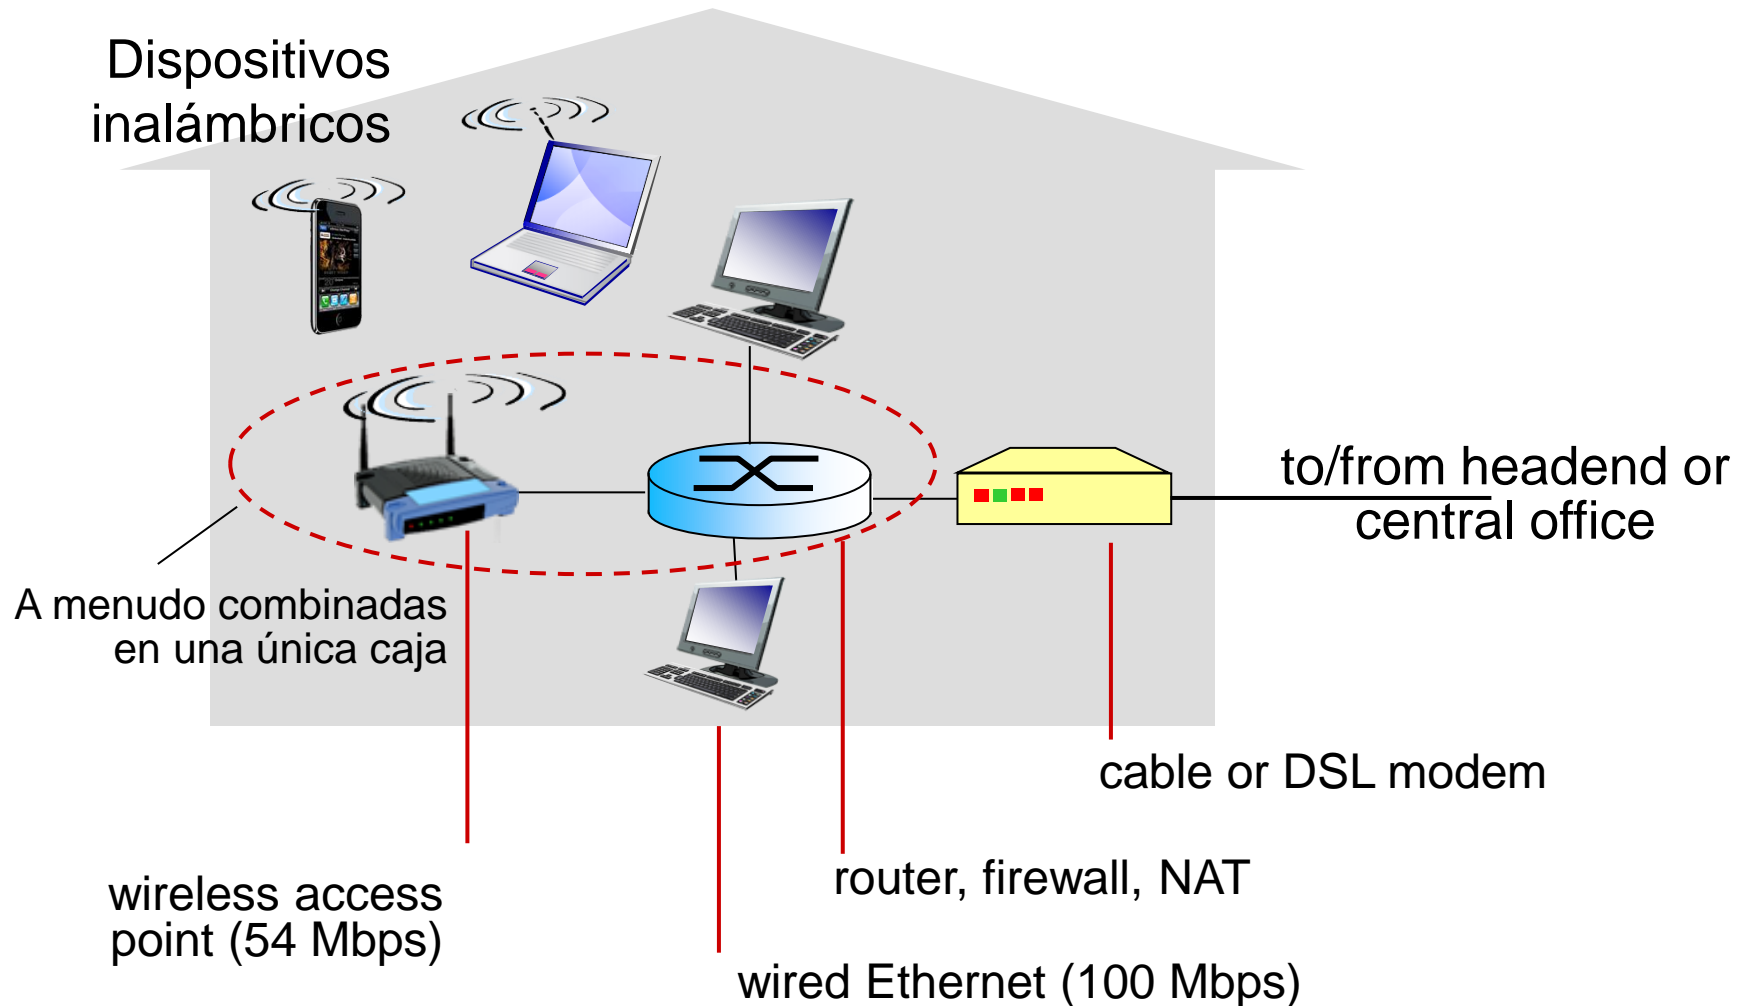 Dispositivos
inalámbricos
to/from headend or
central office
A menudo combinadas
en una única caja
cable or DSL modem
router, firewall, NAT
wireless access
point (54 Mbps)
wired Ethernet (100 Mbps)